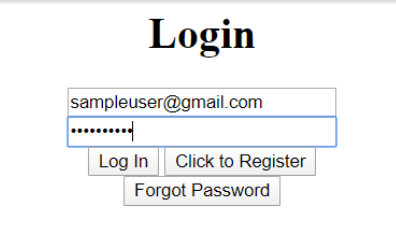 Login
sampleuser@gmail.com
••••••••••
Log In Click to Register
Forgot Password